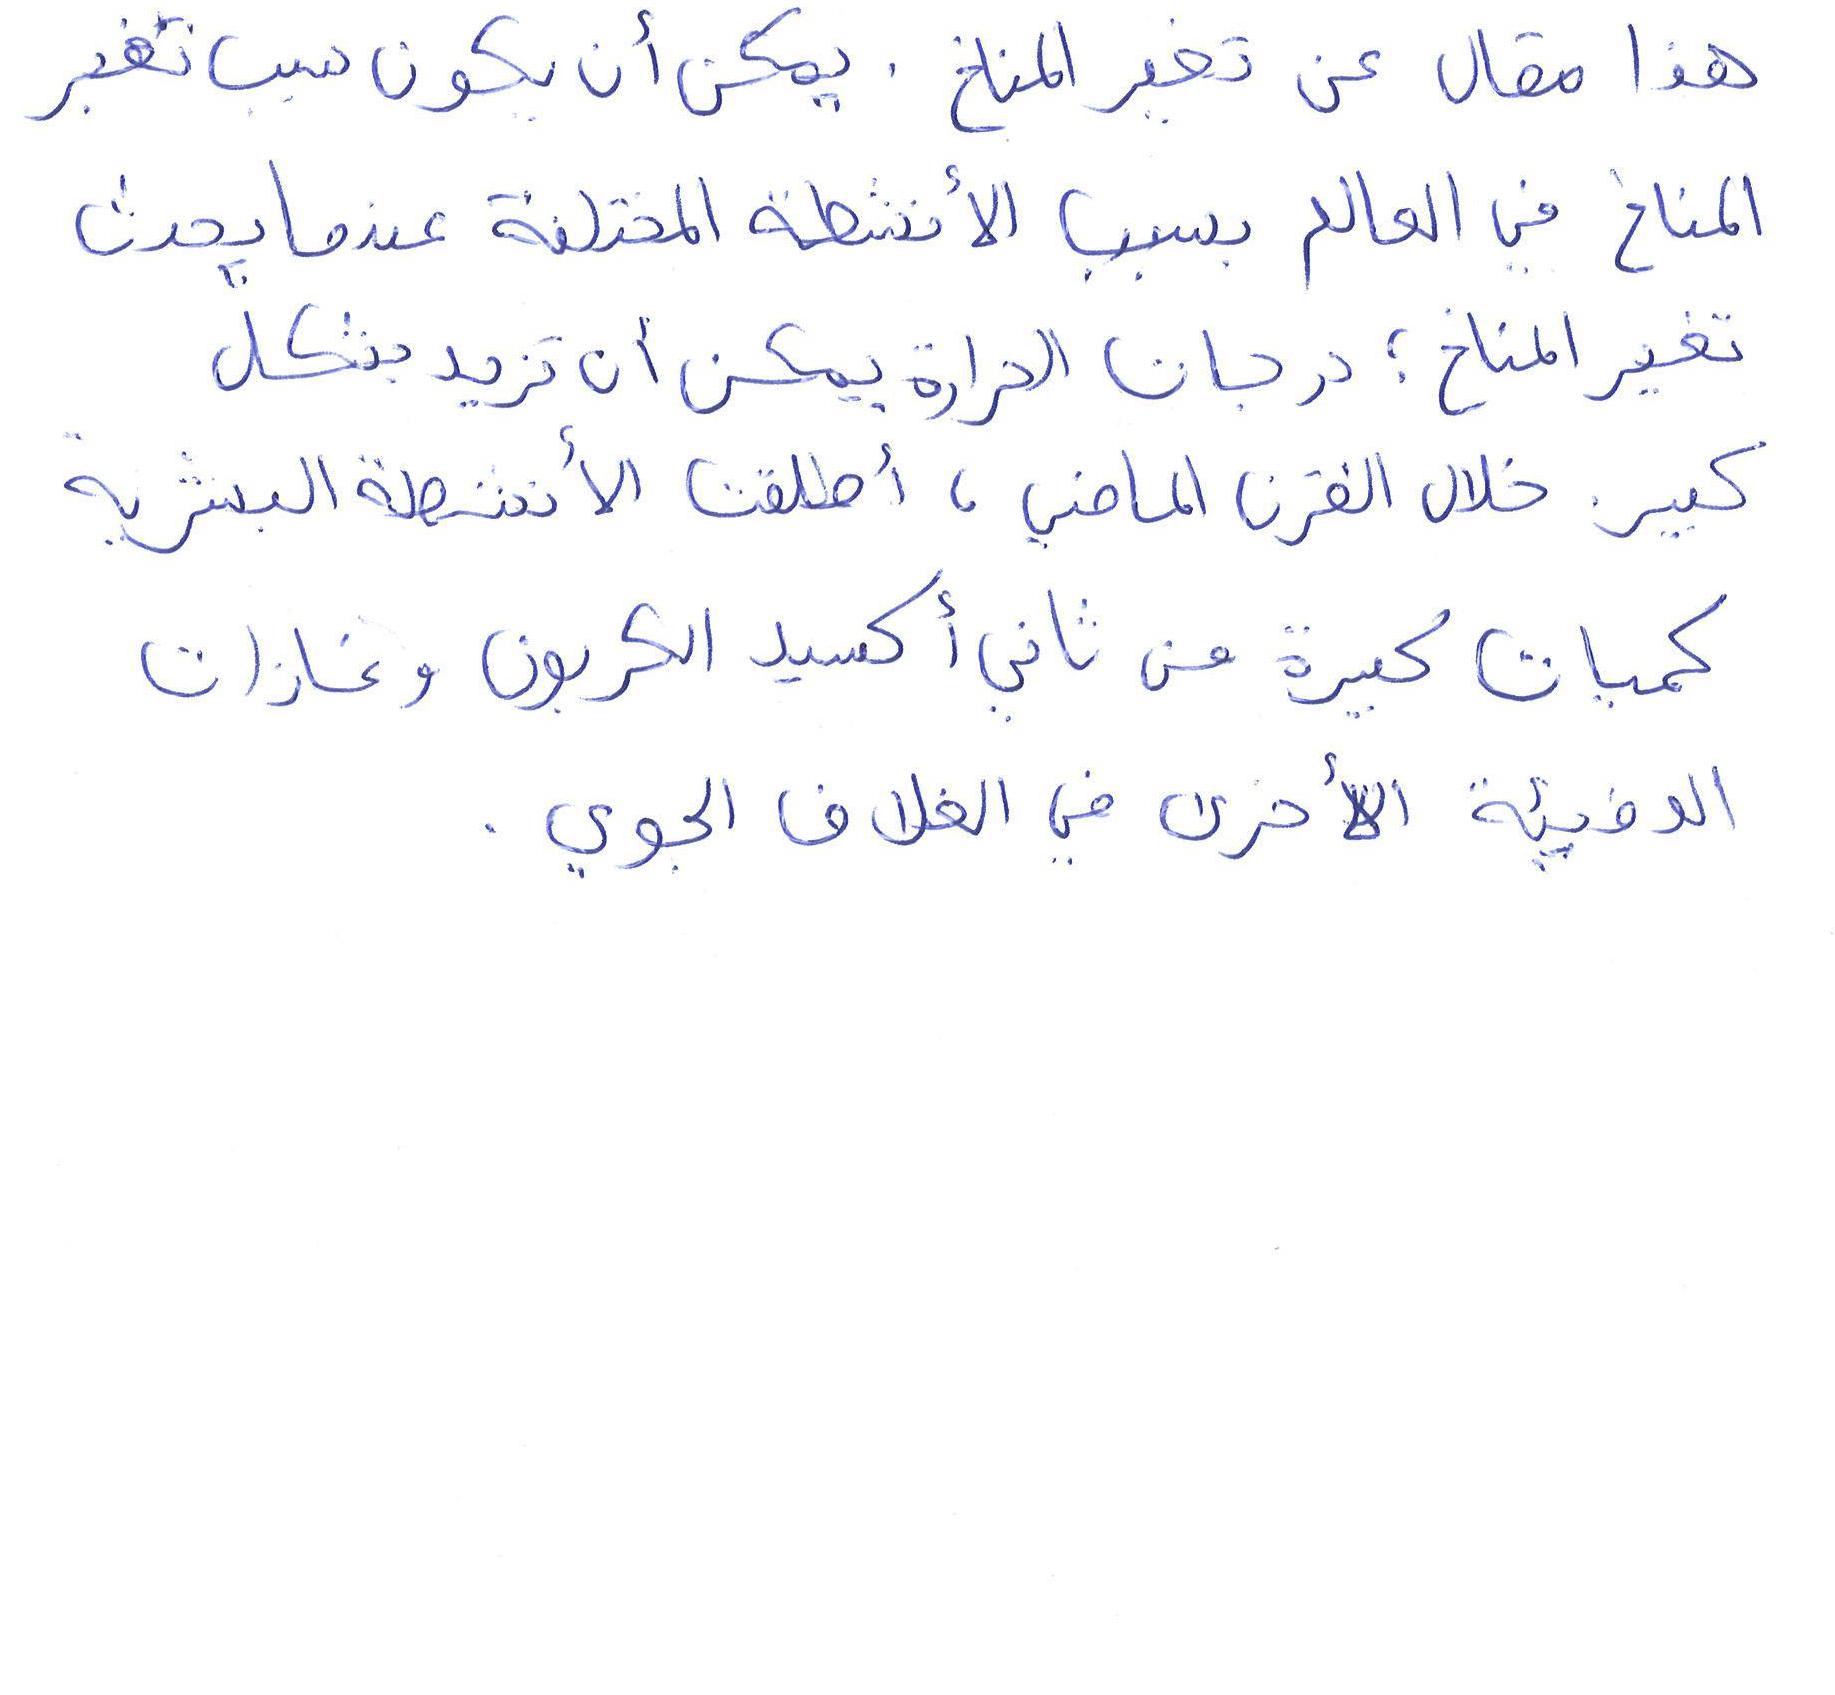 هذا مقال عن تغير المناخ. يمكن أن يكون سبب تغير
المناخ في العالم بسبب الأنشطة المختلفة عندما يحدث
تغير المناخ؛ درجات الحرارة يمكن أن تزيد بشكل
كبير. خلال القرن الماضي، أطلقت الأنشطة البشرية
كميات كبيرة من ثاني أكسيد الكربون وغازات
الدفيئة الأخرى في الغلاف الجوي.